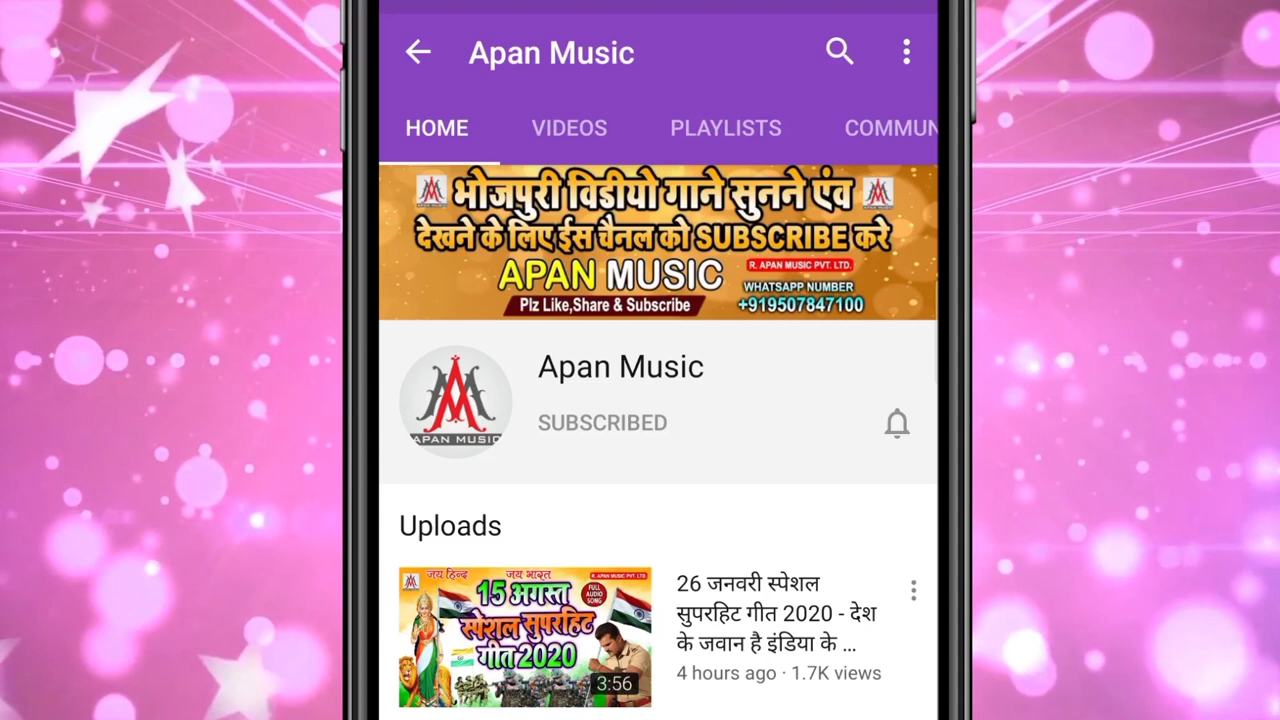 Apan Music
HOME VIDEOS PLAYLISTS COMMUN
भोजपुरी विडीयो गाने सुनने एंव
देखने के लिए ईस चैनल को SUBSCRIBE करे
APAN MUSIC
R. APAN MUSIC PVT. LTD.
WHATSAPP NUMBER
Plz Like,Share & Subscribe
+919507847100
Apan Music
SUBSCRIBED
APAN MUSIC
Uploads
जय हिन्द जय भारत
R. APAN MUSIC PVT. LTD
15 अगस्त
FULL
AUDIO
SONG
स्पेशल सुपरहिट
गीत 2020
3:56
26 जनवरी स्पेशल
सुपरहिट गीत 2020 - देश
के जवान है इंडिया के ...
4 hours ago · 1.7K views